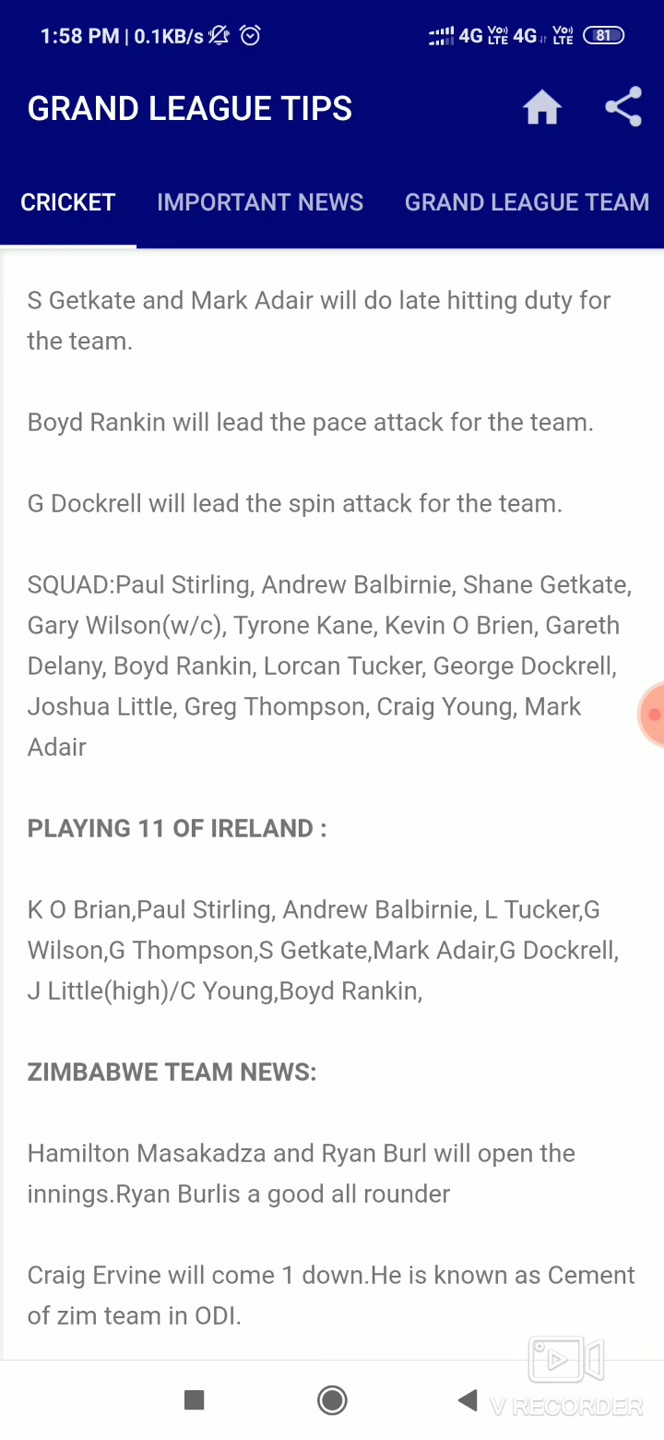 1:58 PM | 0.1KB/s 4G Vo) LTE 4G Vo) LTE 81
GRAND LEAGUE TIPS
CRICKET IMPORTANT NEWS GRAND LEAGUE TEAM
S Getkate and Mark Adair will do late hitting duty for
the team.
Boyd Rankin will lead the pace attack for the team.
G Dockrell will lead the spin attack for the team.
SQUAD:Paul Stirling, Andrew Balbirnie, Shane Getkate,
Gary Wilson(w/c), Tyrone Kane, Kevin O Brien, Gareth
Delany, Boyd Rankin, Lorcan Tucker, George Dockrell,
Joshua Little, Greg Thompson, Craig Young, Mark
Adair
PLAYING 11 OF IRELAND :
K O Brian,Paul Stirling, Andrew Balbirnie, L Tucker,G
Wilson,G Thompson,S Getkate,Mark Adair,G Dockrell,
J Little(high)/C Young,Boyd Rankin,
ZIMBABWE TEAM NEWS:
Hamilton Masakadza and Ryan Burl will open the
innings.Ryan Burlis a good all rounder
Craig Ervine will come 1 down.He is known as Cement
of zim team in ODI.
V RECORDER